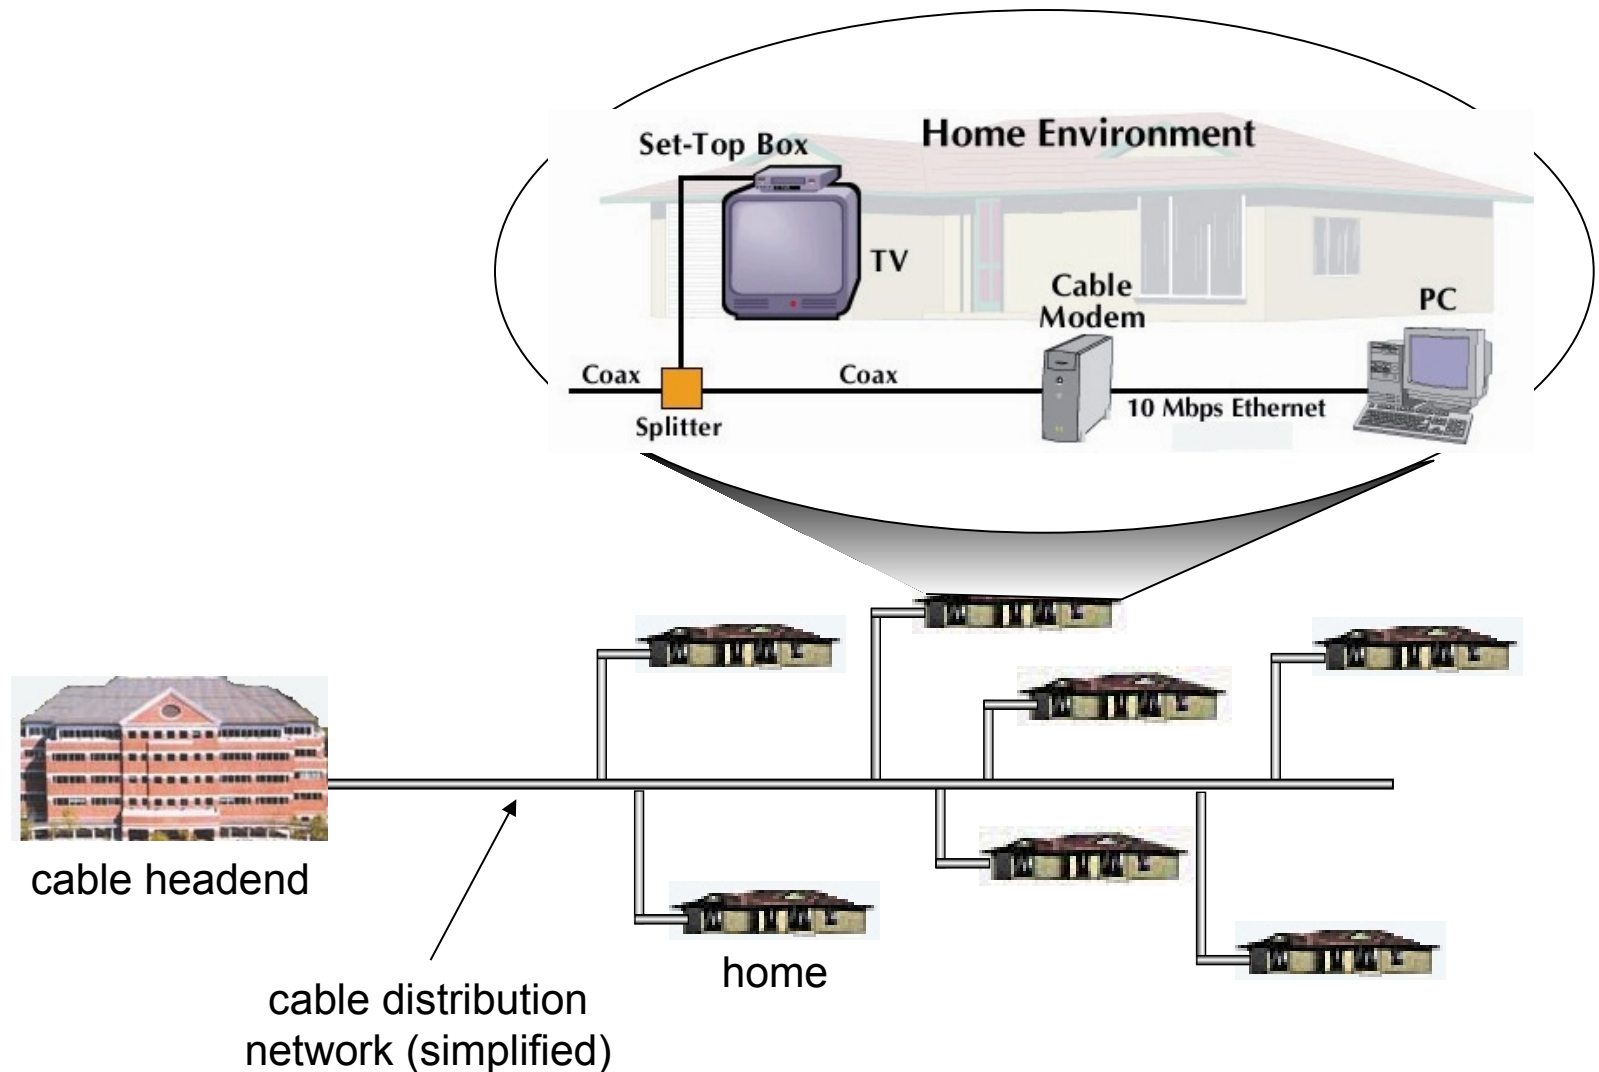 Home Environment
Set-Top Box
TV
Cable
Modem
PC
Coax
Coax
10 Mbps Ethernet
Splitter
cable headend
home
cable distribution
network (simplified)